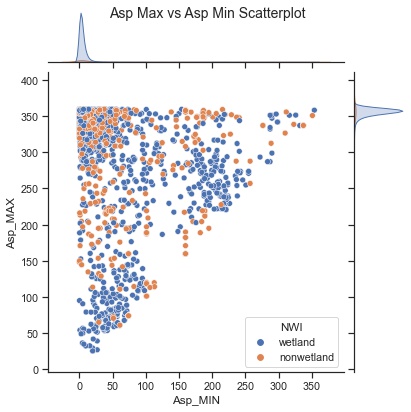 Asp Max vs Asp Min Scatterplot
400
350
300
250
200
150
100
50
0
Asp_MAX
NWI
wetland
nonwetland
0 50 100 150 200 250 300 350
Asp_MIN